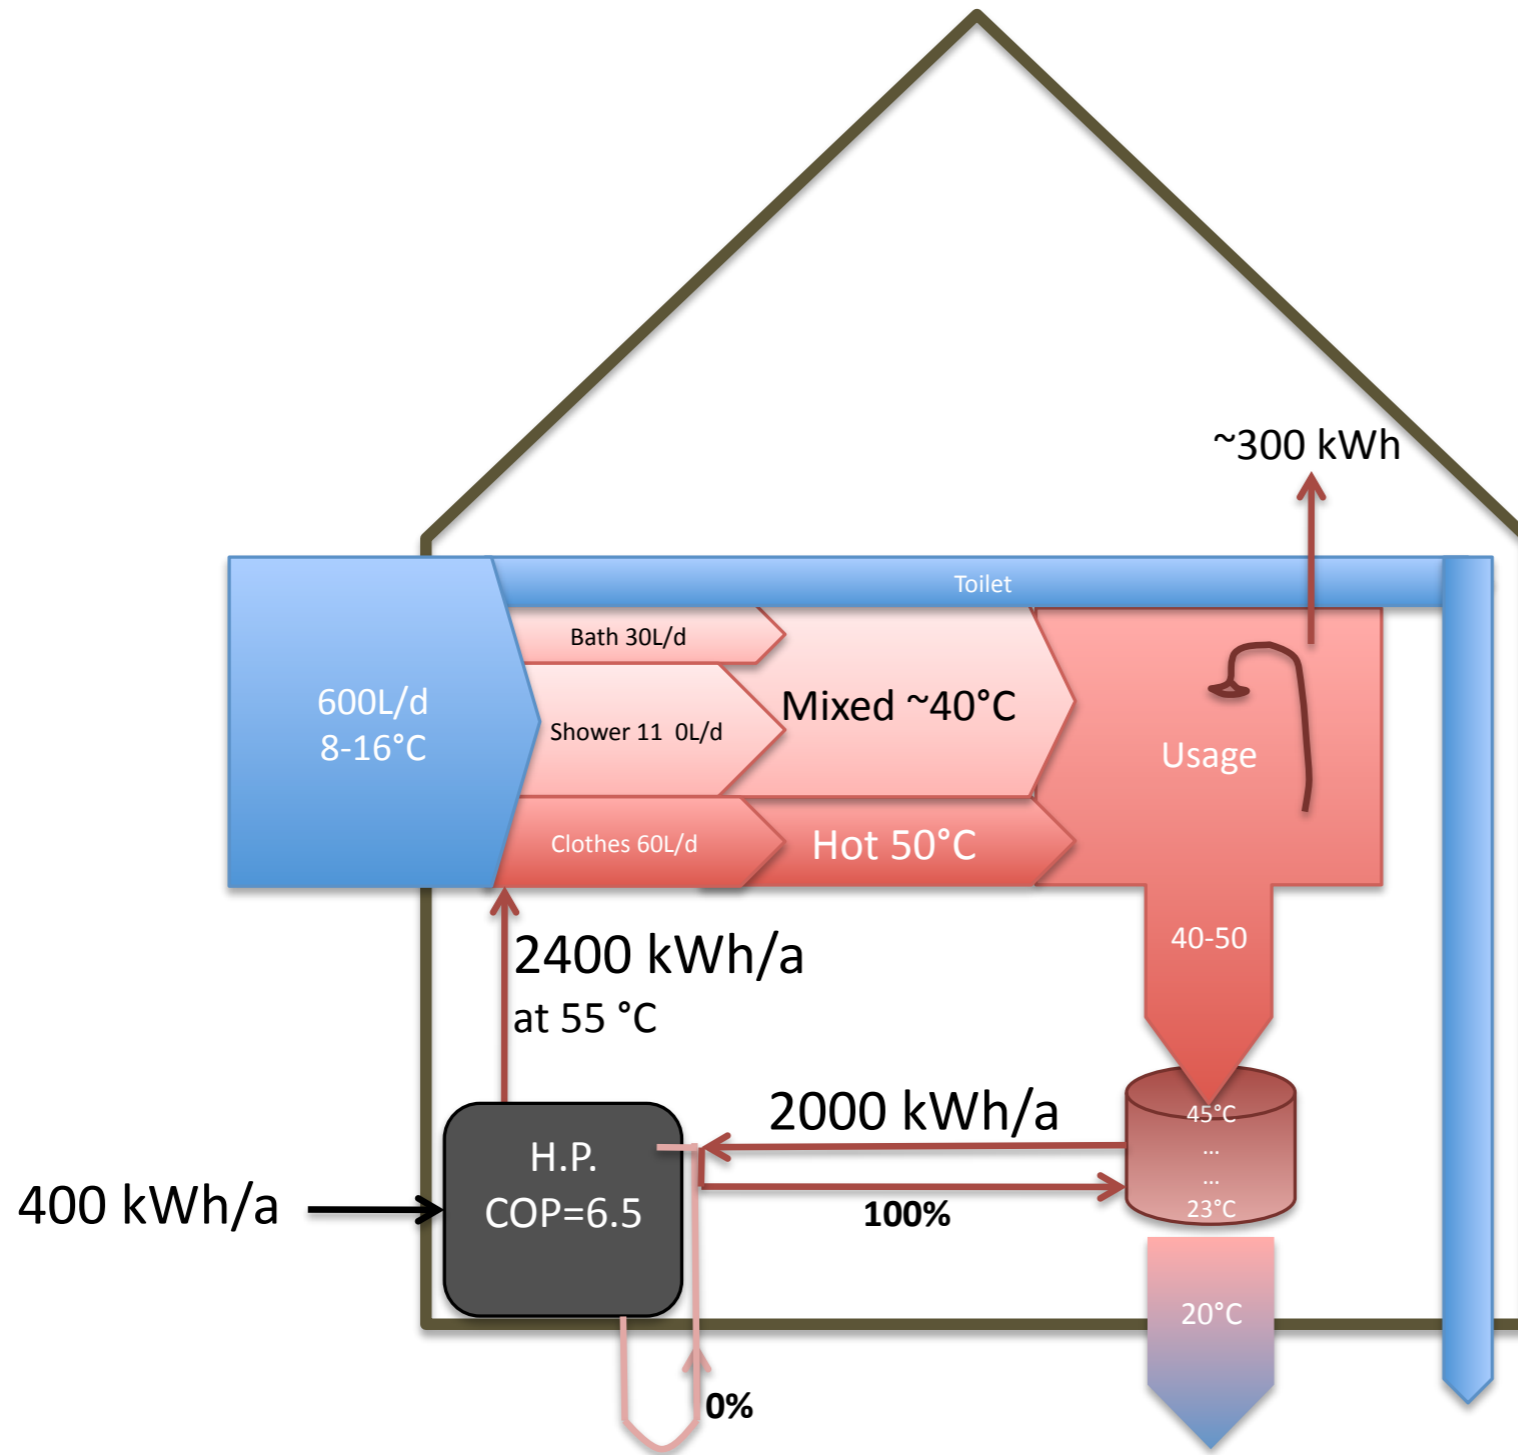 ~300 kWh
Toilet
Bath 30L/d
600L/d
8-16°C
Shower 11  0L/d
Mixed ~40°C
Usage
Clothes 60L/d
Hot 50°C
2400 kWh/a
at 55 °C
40-50
2000 kWh/a
45°C
...
...
23°C
H.P.
COP=6.5
400 kWh/a
100%
20°C
0%